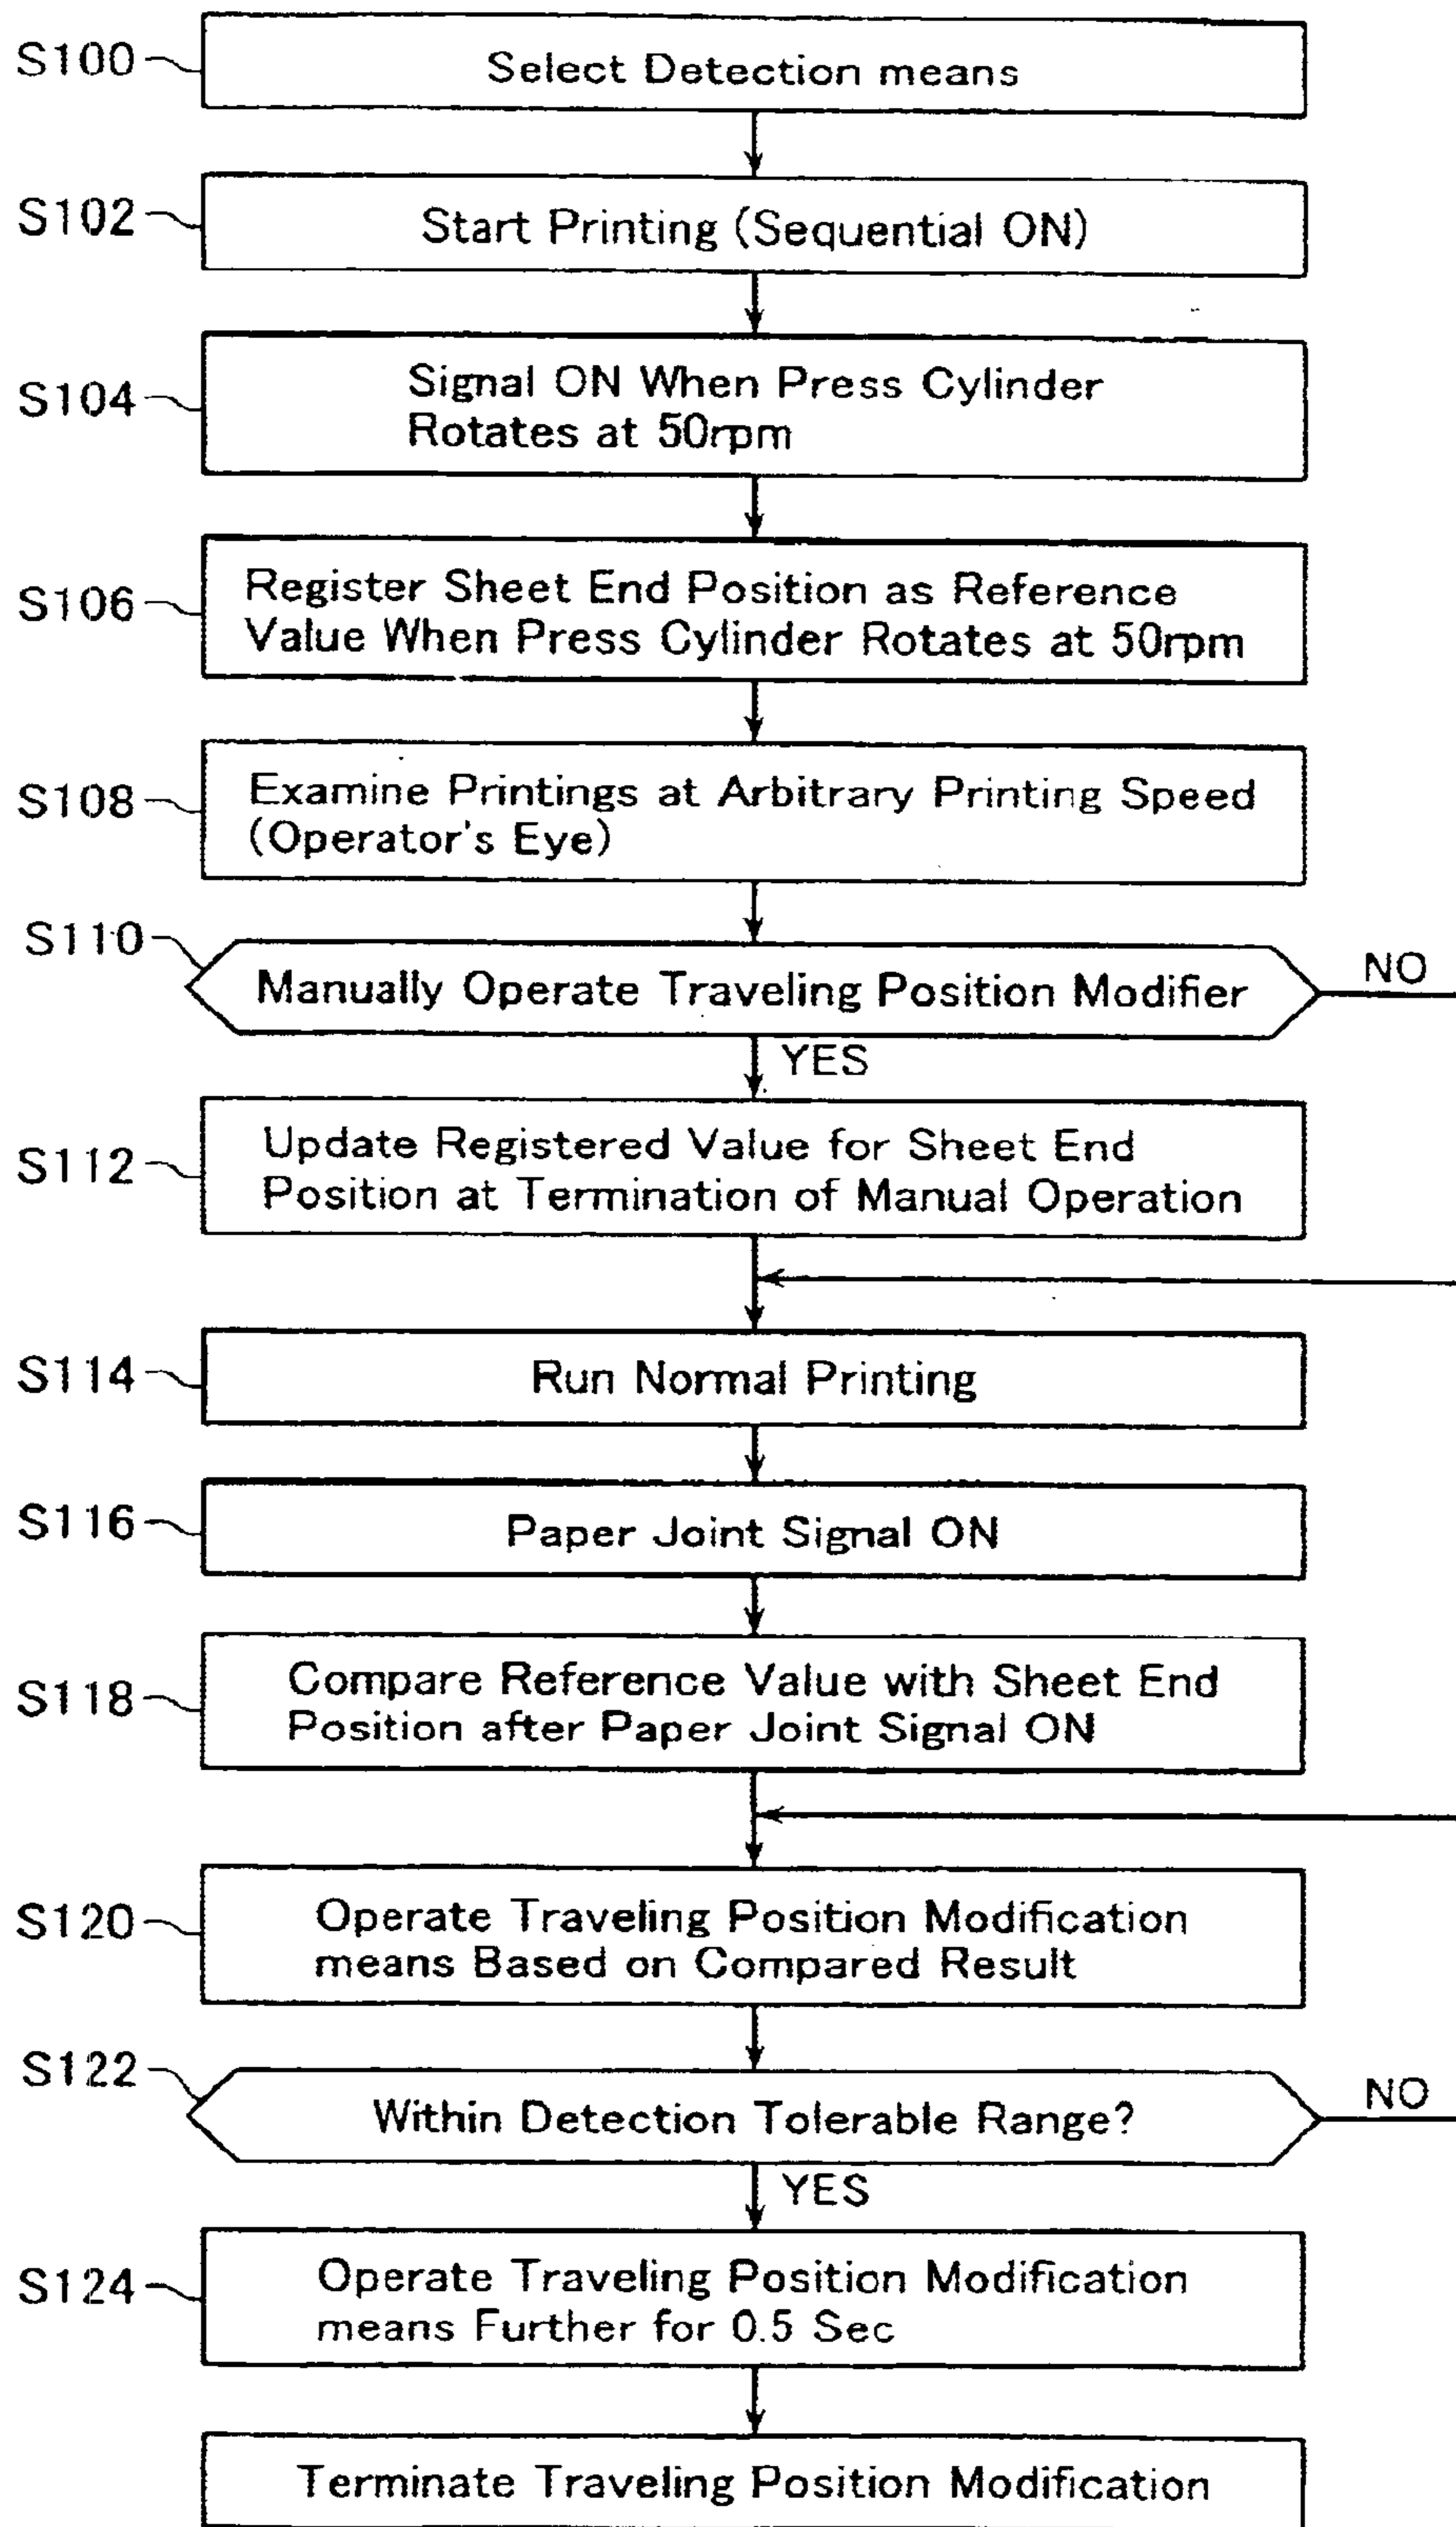 S100
Select Detection means
S102
Start Printing (Sequential ON)
S104
Signal ON When Press Cylinder
Rotates at 50rpm
S106
Register Sheet End Position as Reference
Value When Press Cylinder Rotates at 50rpm
S108
Examine Printings at Arbitrary Printing Speed
(Operator's Eye)
S110
Manually Operate Traveling Position Modifier
NO
YES
S112
Update Registered Value for Sheet End
Position at Termination of Manual Operation
S114
Run Normal Printing
S116
Paper Joint Signal ON
S118
Compare Reference Value with Sheet End
Position after Paper Joint Signal ON
S120
Operate Traveling Position Modification
means Based on Compared Result
S122
Within Detection Tolerable Range?
NO
YES
S124
Operate Traveling Position Modification
means Further for 0.5 Sec
Terminate Traveling Position Modification